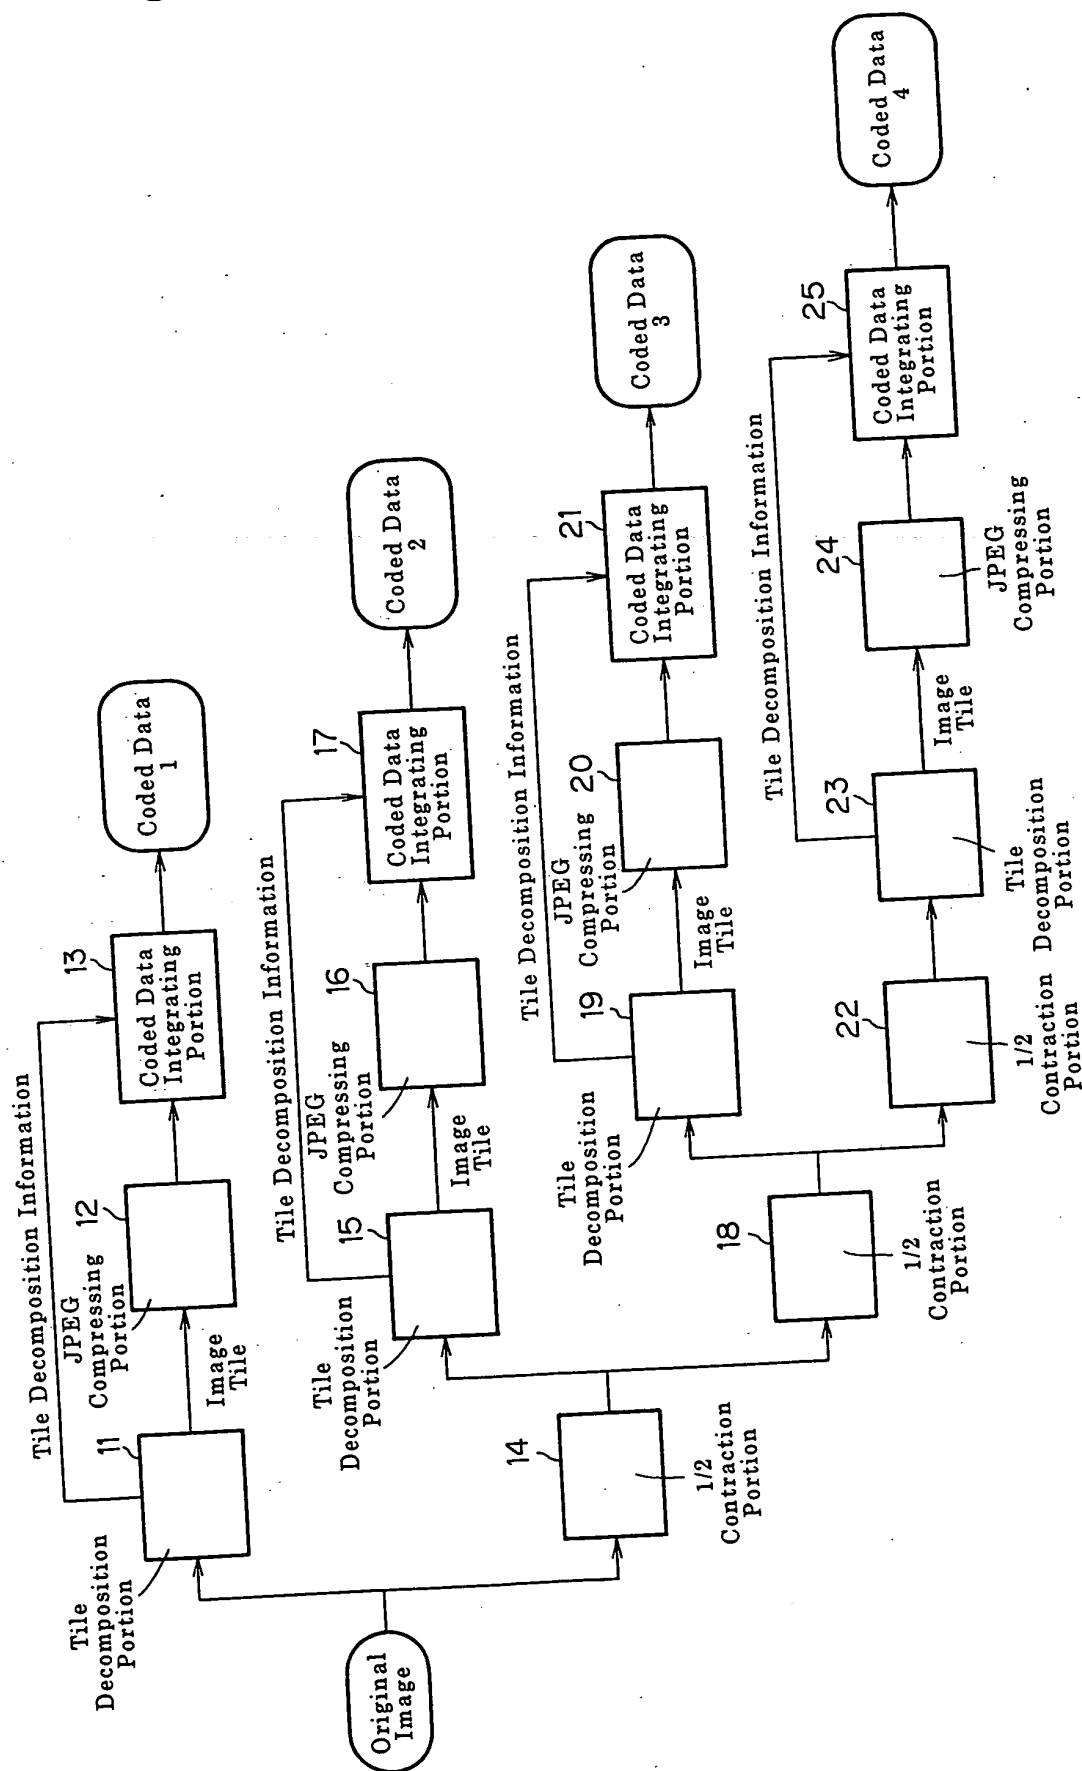 Original
Image
Tile
Decomposition
Portion
11
Tile Decomposition Information
Image
Tile
JPEG
Compressing
Portion
12
13
Coded Data
Integrating
Portion
Coded Data
1
14
1/2
Contraction
Portion
Tile
Decomposition
Portion
15
Tile Decomposition Information
Image
Tile
JPEG
Compressing
Portion
16
17
Coded Data
Integrating
Portion
Coded Data
2
18
1/2
Contraction
Portion
Tile
Decomposition
Portion
19
Tile Decomposition Information
Image
Tile
JPEG
Compressing
Portion
20
21
Coded Data
Integrating
Portion
Coded Data
3
22
1/2
Contraction
Portion
23
Tile
Decomposition
Portion
Tile Decomposition Information
Image
Tile
24
JPEG
Compressing
Portion
25
Coded Data
Integrating
Portion
Coded Data
4